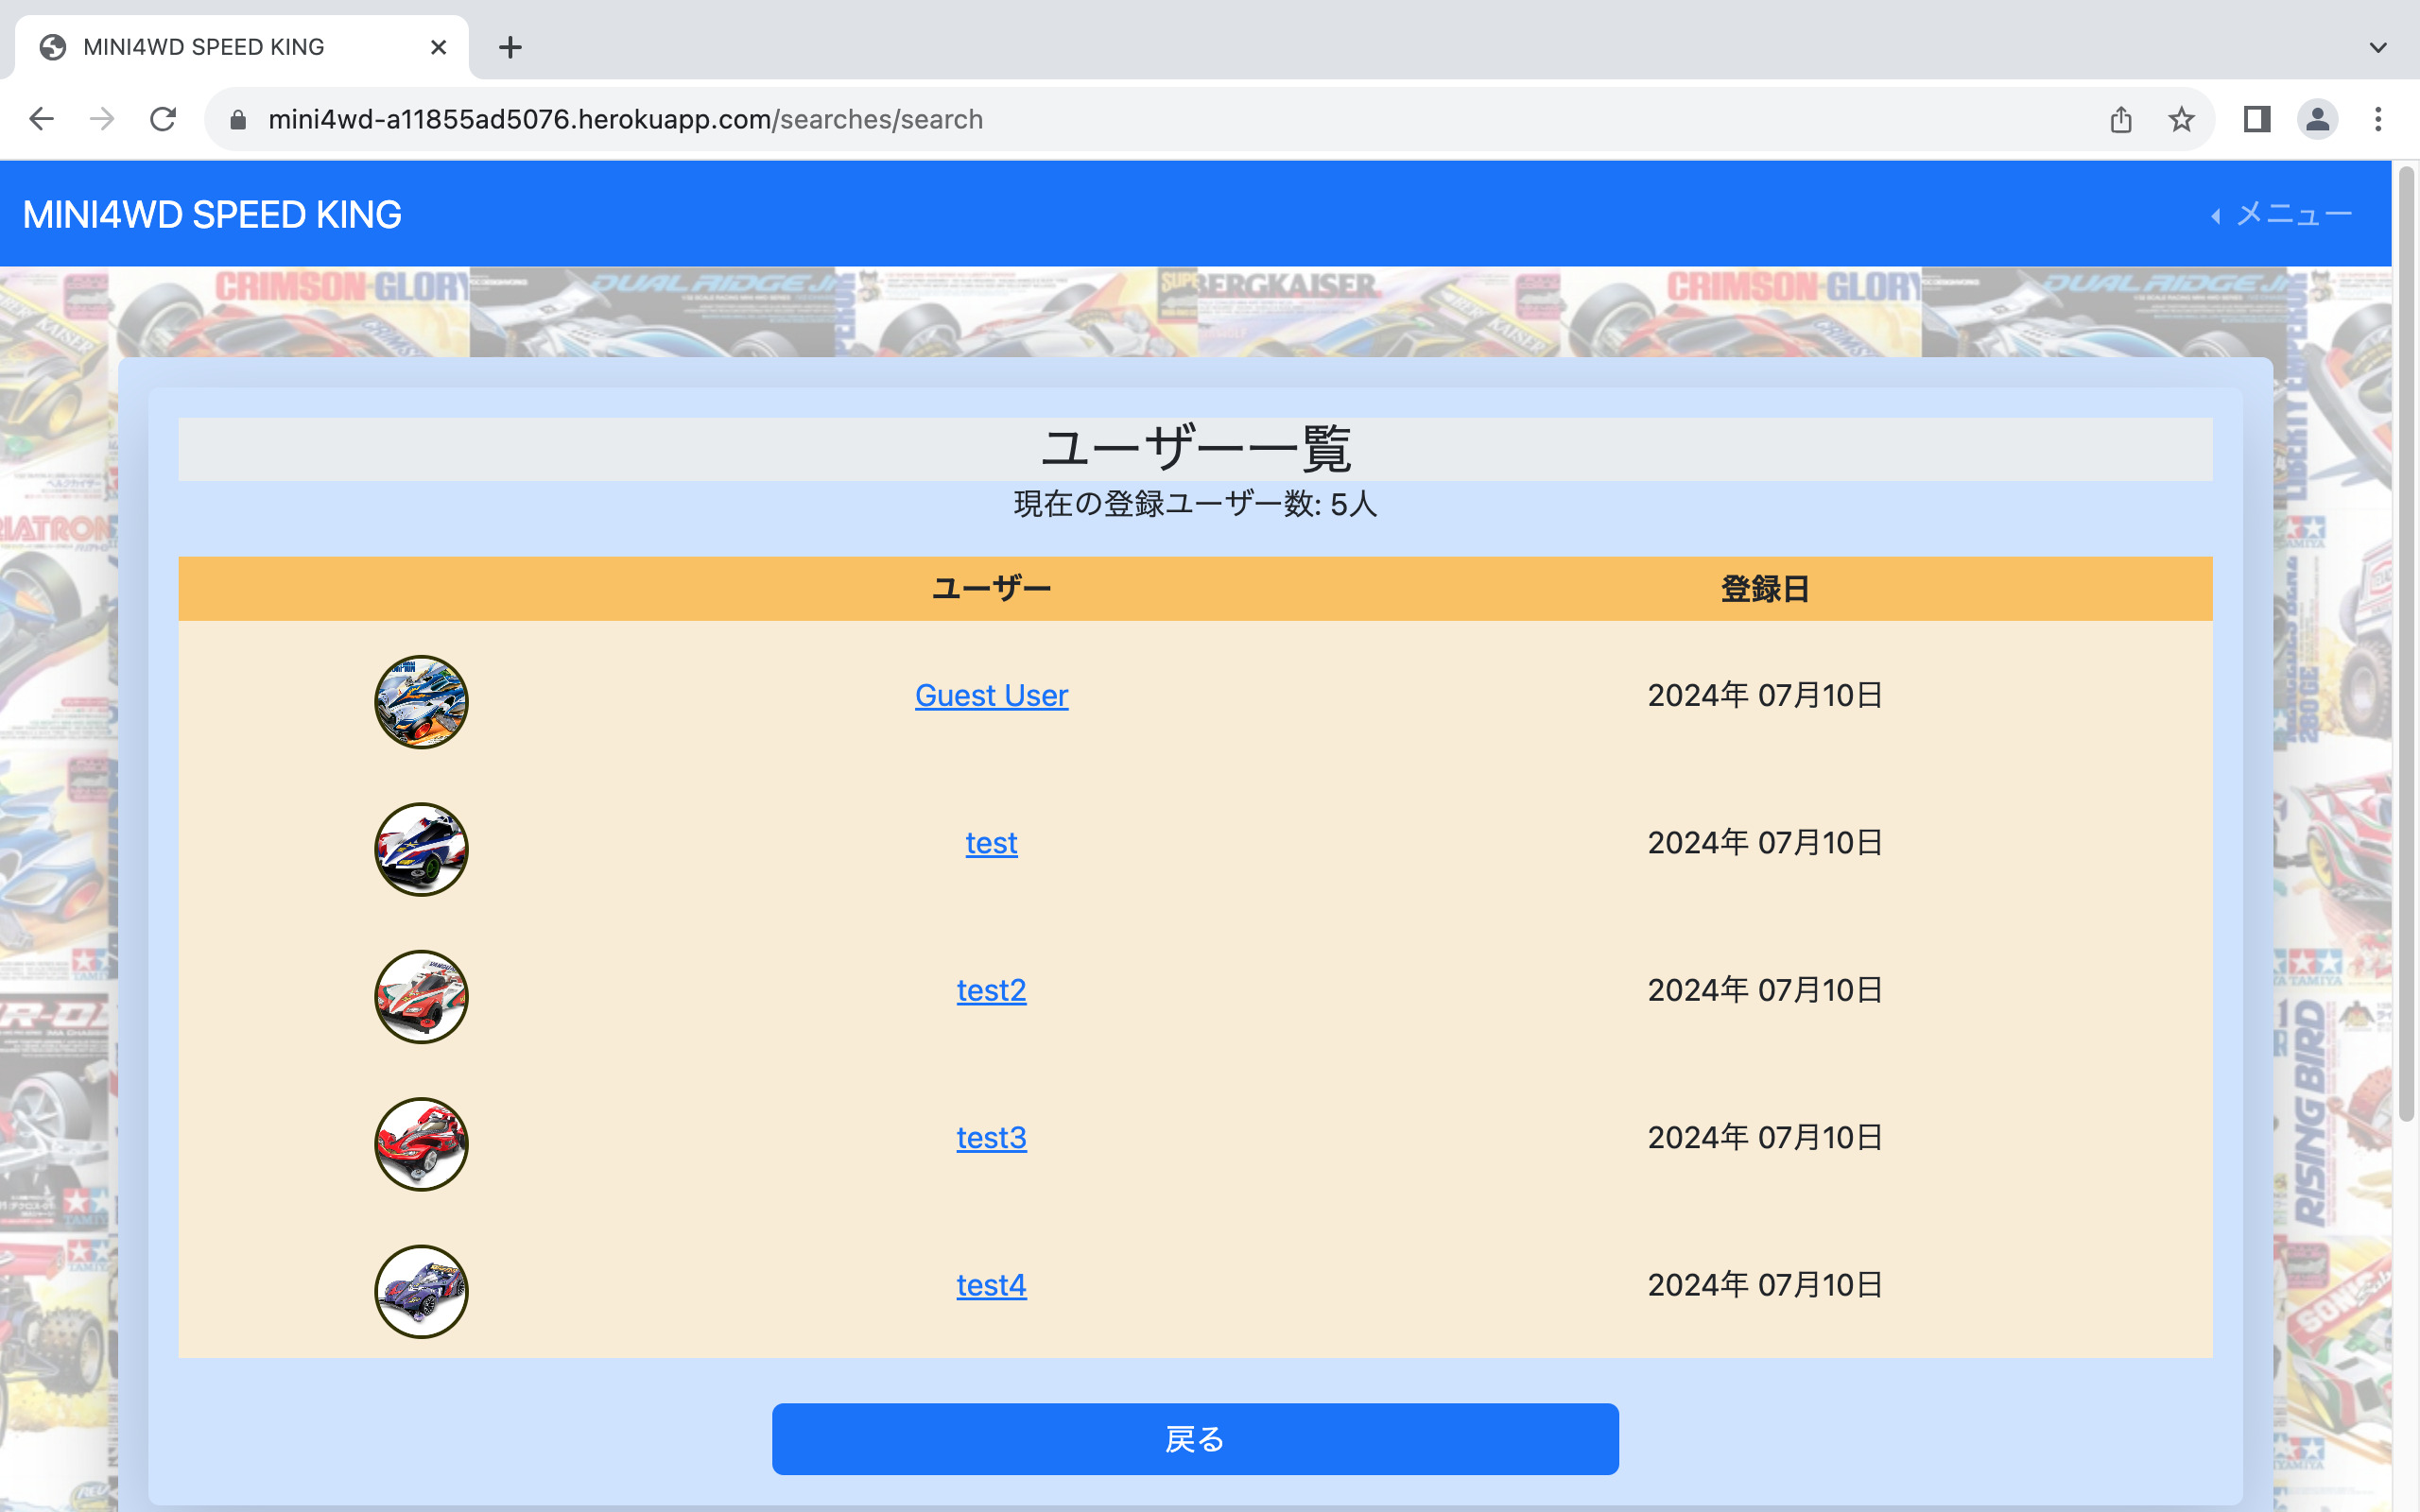 MINI4WD SPEED KING
mini4wd-a11855ad5076.herokuapp.com/searches/search
MINI4WD SPEED KING
メニュー
CRIMSON GLORY
DUAL RIDGE JR
BERGKAISER
CRIMSON GLORY
DUAL RIDGE JR
LIBERTY EMPEROR
ユーザー一覧
現在の登録ユーザー数: 5人
ユーザー 登録日
Guest User 2024年 07月10日
test 2024年 07月10日
test2 2024年 07月10日
test3 2024年 07月10日
test4 2024年 07月10日
RISING BIRD
TAMIYA
戻る